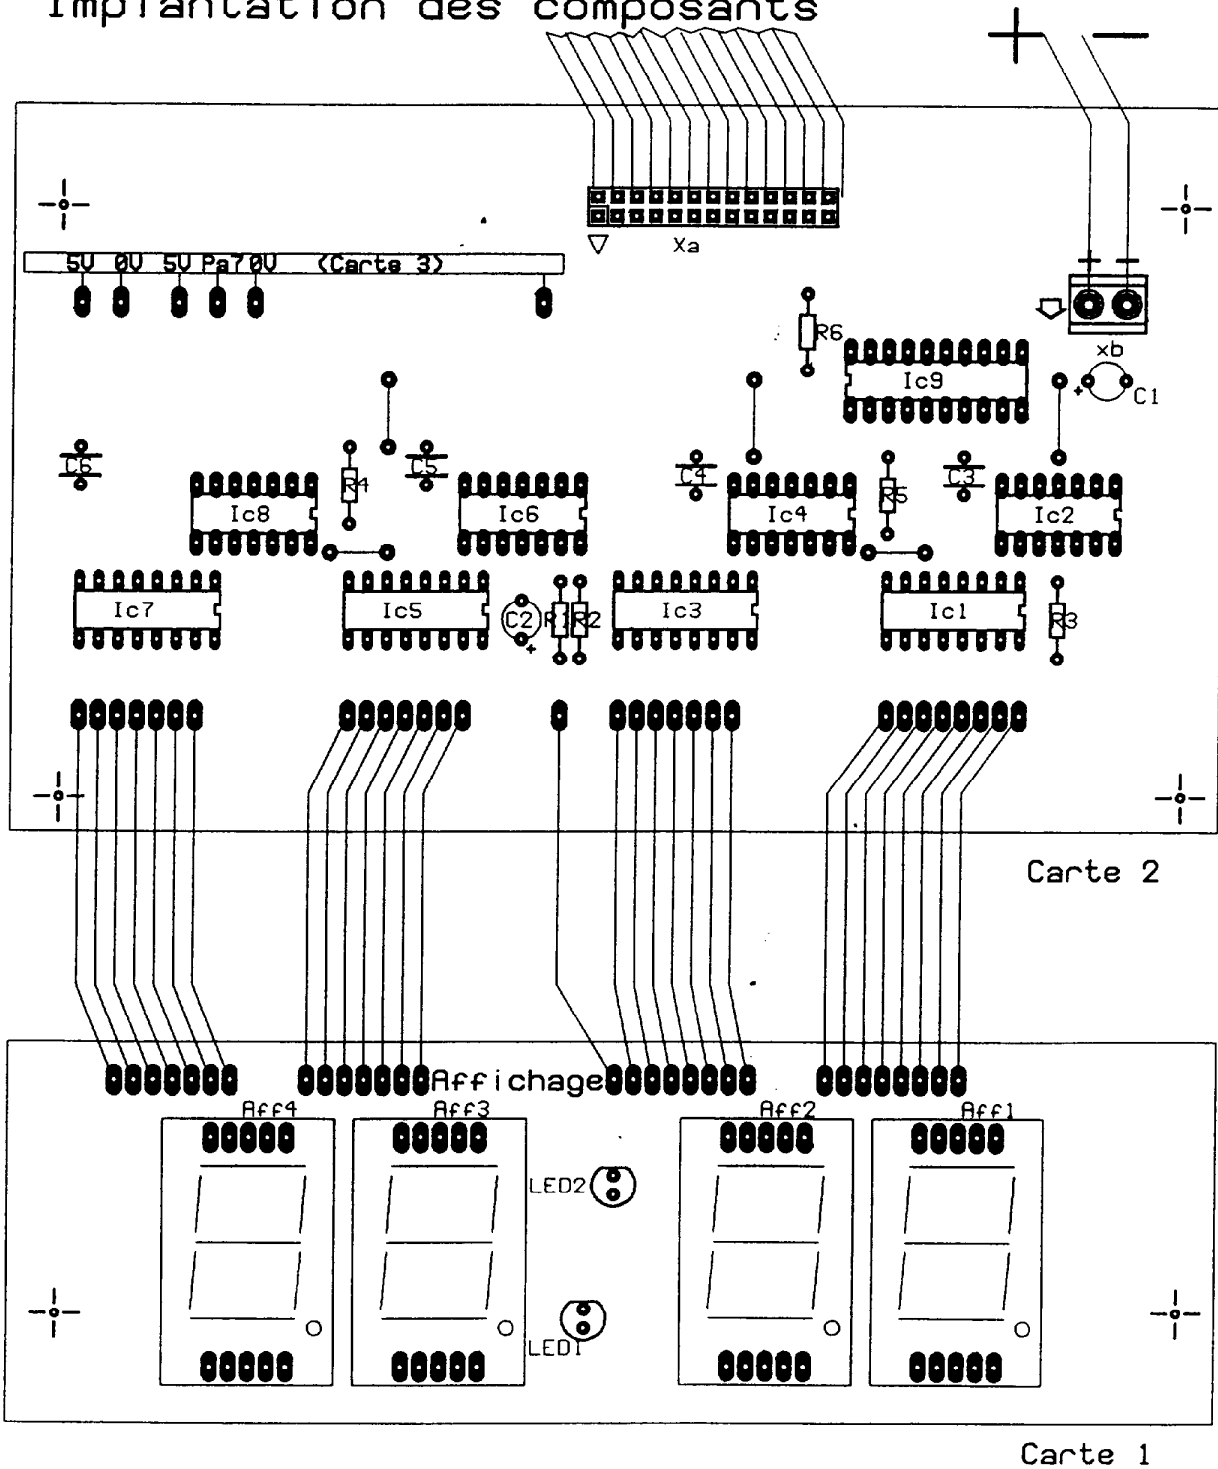 Implantation des composants
+ -
Xa
5V 0V 5V Pa7 0V (Carte 3)
+ -
R6
xb
Ic9
+ C1
C6
R4
C5
C4
R5
C3
Ic8
Ic6
Ic4
Ic2
Ic7
Ic5
C2
+
R1
R2
Ic3
Ic1
R3
Carte 2
Affichage
Aff4
Aff3
Aff2
Aff1
LED2
LED1
Carte 1